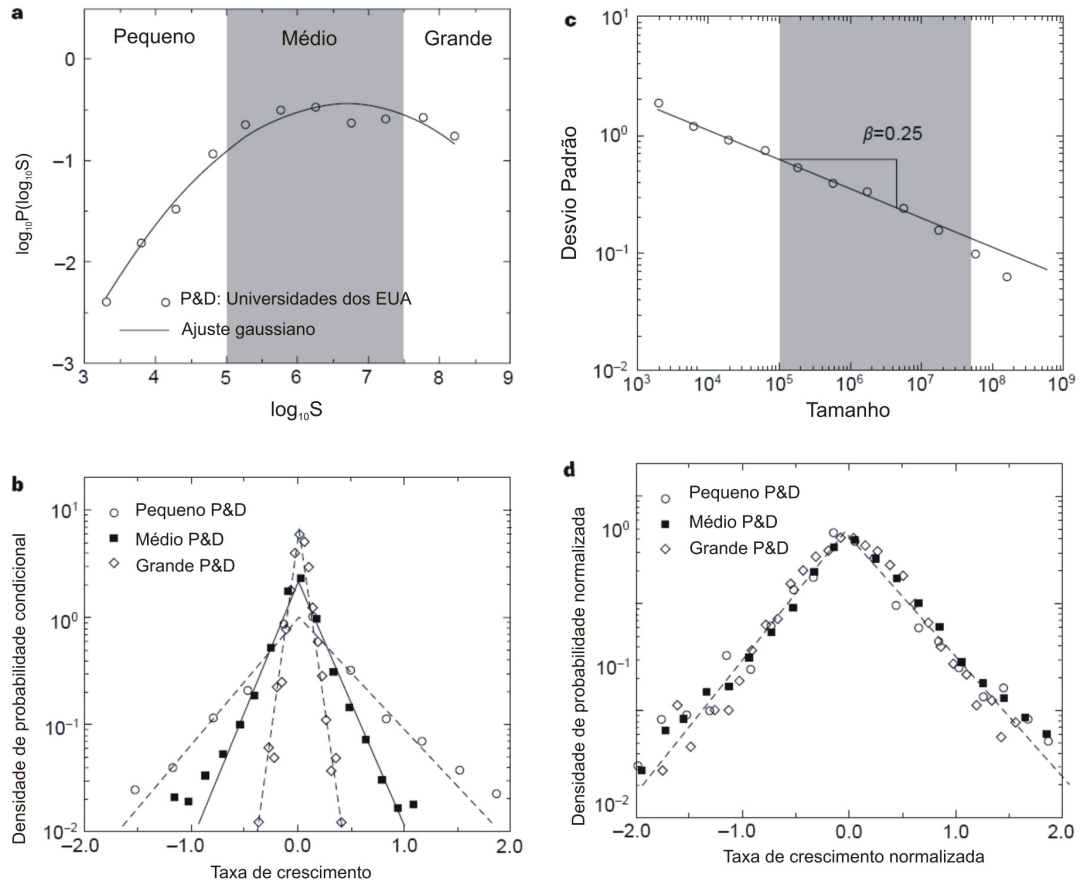 a
Pequeno Médio Grande
0
−1
−2
−3
log₁₀P(log₁₀S)
P&D: Universidades dos EUA
Ajuste gaussiano
3 4 5 6 7 8 9
log₁₀S
c
10¹
10⁰
10⁻¹
10⁻²
Desvio Padrão
β=0.25
10³ 10⁴ 10⁵ 10⁶ 10⁷ 10⁸ 10⁹
Tamanho
b
10¹
10⁰
10⁻¹
10⁻²
Densidade de probabilidade condicional
Pequeno P&D
Médio P&D
Grande P&D
−2.0 −1.0 0.0 1.0 2.0
Taxa de crescimento
d
10⁰
10⁻¹
10⁻²
Densidade de probabilidade normalizada
Pequeno P&D
Médio P&D
Grande P&D
−2.0 −1.0 0.0 1.0 2.0
Taxa de crescimento normalizada